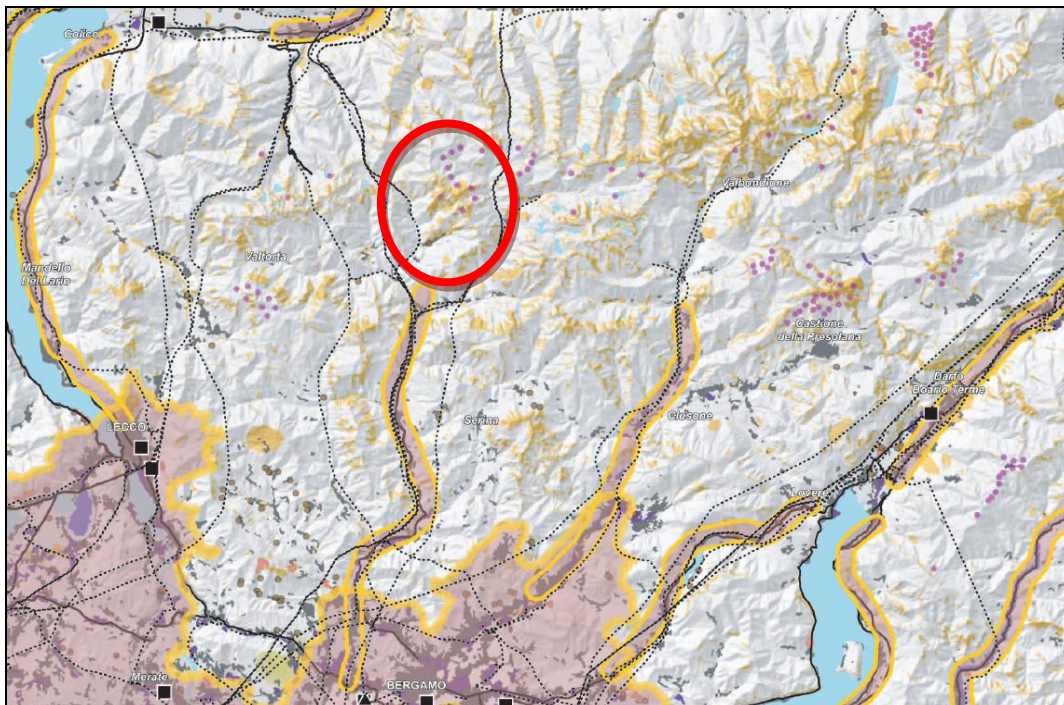 Colico
Valbondione
Valtorta
Mandello
Del Lario
Castione
della Presolana
Darfo
Boario Terme
Serina
Clusone
LECCO
Lovere
Merate
BERGAMO